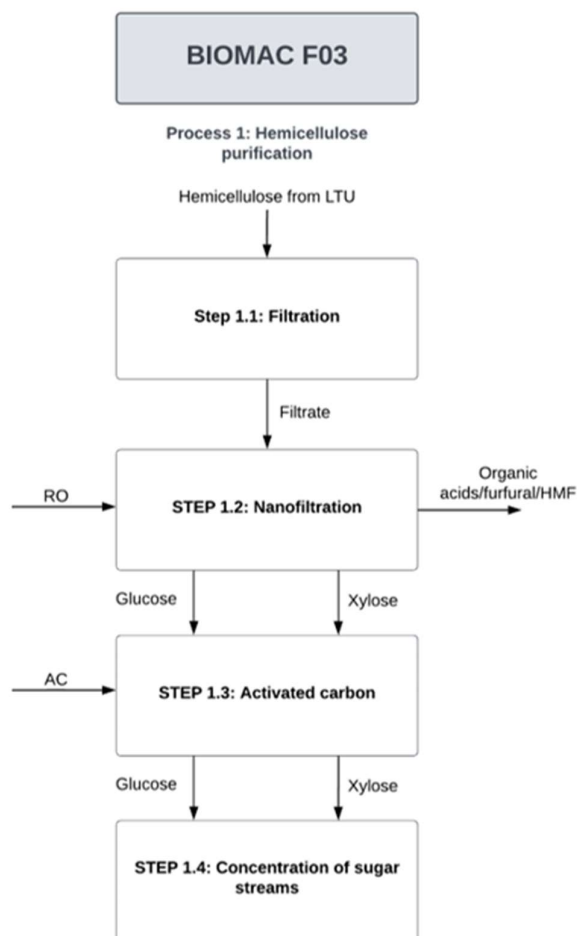 BIOMAC F03
Process 1: Hemicellulose
purification
Hemicellulose from LTU
Step 1.1: Filtration
Filtrate
RO
STEP 1.2: Nanofiltration
Organic
acids/furfural/HMF
Glucose
Xylose
AC
STEP 1.3: Activated carbon
Glucose
Xylose
STEP 1.4: Concentration of sugar
streams